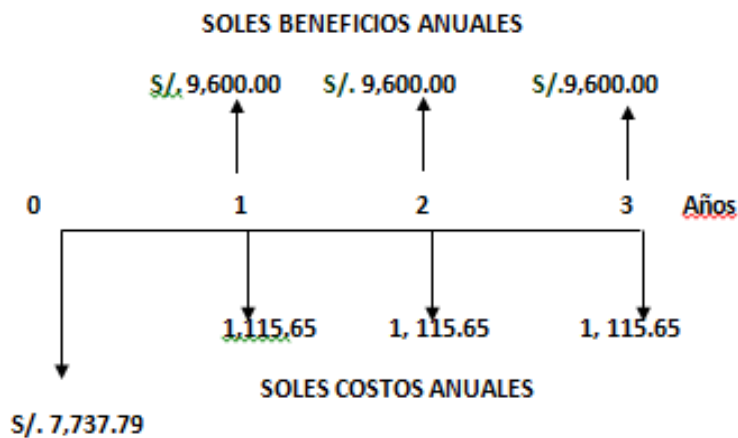 SOLES BENEFICIOS ANUALES
S/. 9,600.00 S/. 9,600.00 S/.9,600.00
0 1 2 3 Años
1,115,65 1, 115.65 1, 115.65
SOLES COSTOS ANUALES
S/. 7,737.79